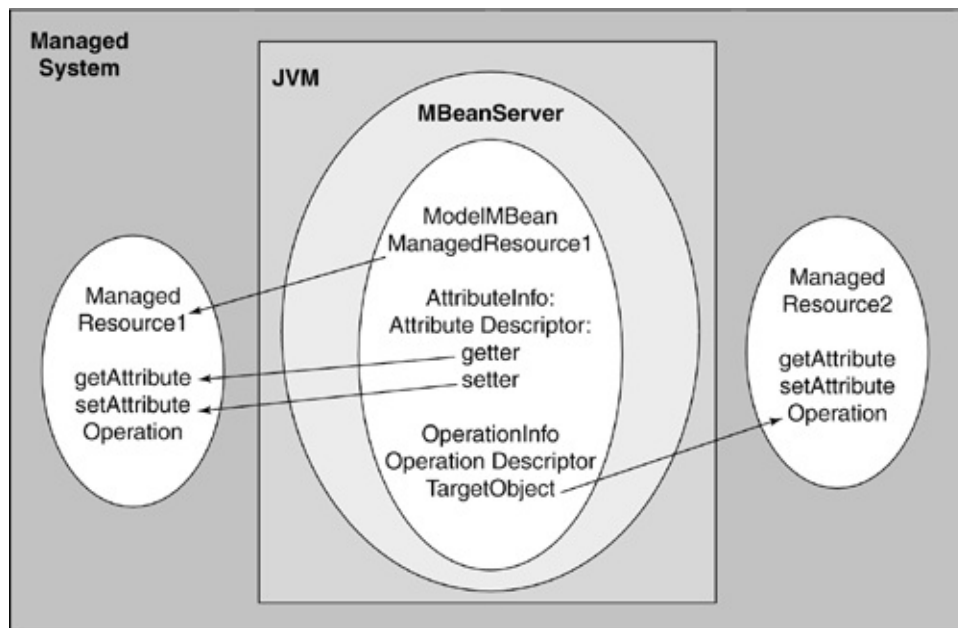 Managed
System
JVM
MBeanServer
ModelMBean
ManagedResource1
AttributeInfo:
Attribute Descriptor:
getter
setter
OperationInfo
Operation Descriptor
TargetObject
Managed
Resource1
getAttribute
setAttribute
Operation
Managed
Resource2
getAttribute
setAttribute
Operation